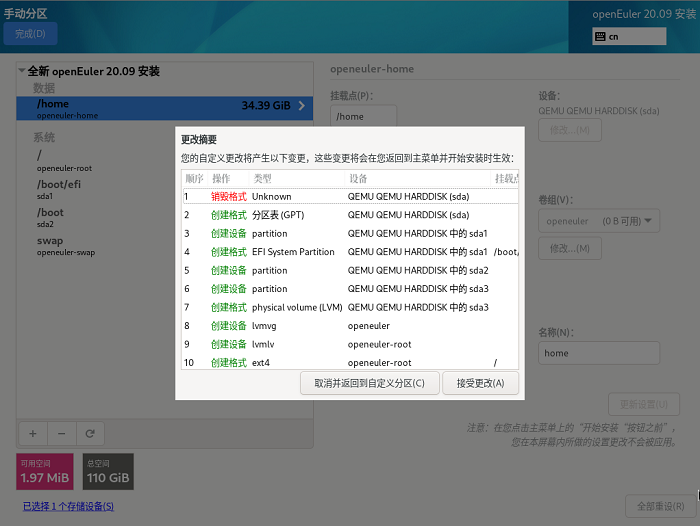 手动分区
openEuler 20.09 安装
完成(D)
cn
全新 openEuler 20.09 安装
数据
/home
34.39 GiB
openeuler-home
系统
/
openeuler-root
/boot/efi
sda1
/boot
sda2
swap
openeuler-swap
+ −
可用空间
1.97 MiB
总空间
110 GiB
已选择 1 个存储设备(S)
openeuler-home
挂载点(P):
/home
设备:
QEMU QEMU HARDDISK (sda)
修改...(M)
卷组(V):
openeuler (0 B 可用)
修改...(M)
名称(N):
home
更新设置(U)
注意：在您点击主菜单上的“开始安装”按钮之前”，
您在本屏幕内所做的设置更改不会被应用。
全部重设(R)
更改摘要
您的自定义更改将产生以下变更，这些变更将会在您返回到主菜单并开始安装时生效：
顺序 操作 类型 设备 挂载点
1 销毁格式 Unknown QEMU QEMU HARDDISK (sda)
2 创建格式 分区表 (GPT) QEMU QEMU HARDDISK (sda)
3 创建设备 partition QEMU QEMU HARDDISK 中的 sda1
4 创建格式 EFI System Partition QEMU QEMU HARDDISK 中的 sda1 /boot/
5 创建设备 partition QEMU QEMU HARDDISK 中的 sda2
6 创建设备 partition QEMU QEMU HARDDISK 中的 sda3
7 创建格式 physical volume (LVM) QEMU QEMU HARDDISK 中的 sda3
8 创建设备 lvmvg openeuler
9 创建设备 lvmlv openeuler-root
10 创建格式 ext4 openeuler-root /
取消并返回到自定义分区(C)
接受更改(A)